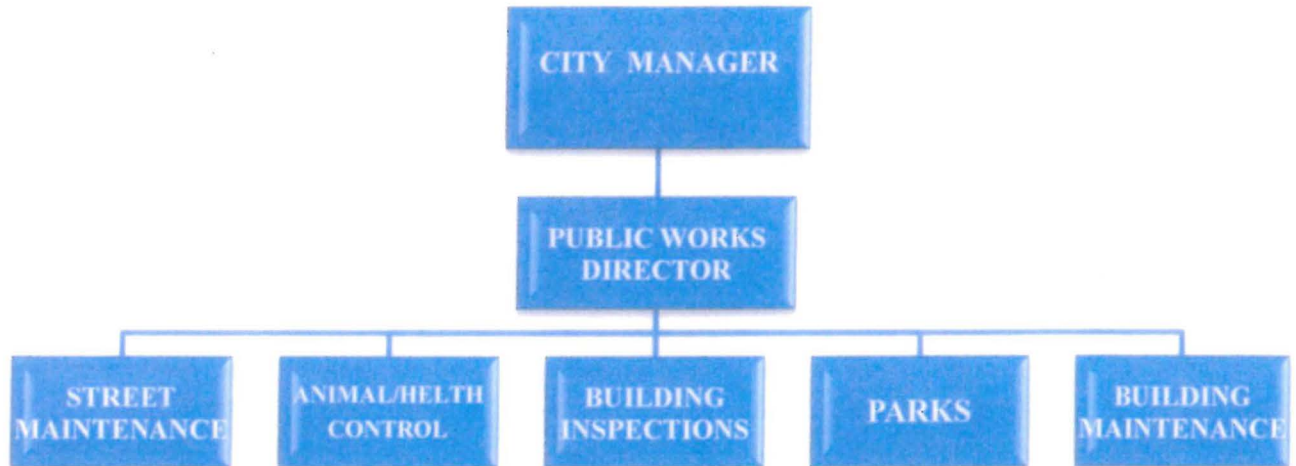 CITY MANAGER
PUBLIC WORKS
DIRECTOR
STREET
MAINTENANCE
ANIMAL/HELTH
CONTROL
BUILDING
INSPECTIONS
PARKS
BUILDING
MAINTENANCE